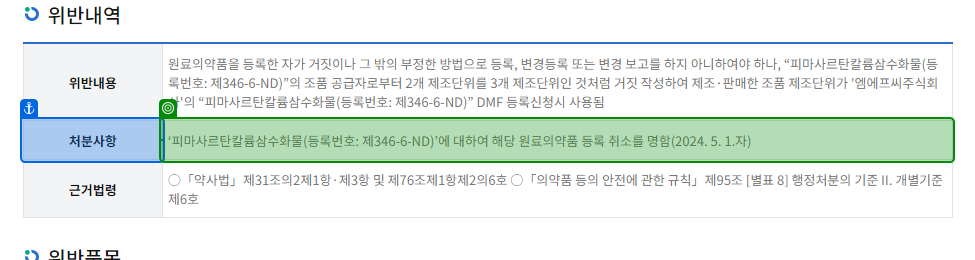 위반내역
위반내용
원료의약품을 등록한 자가 거짓이나 그 밖의 부정한 방법으로 등록, 변경등록 또는 변경 보고를 하지 아니하여야 하나, “피마사르탄칼륨삼수화물(등
록번호: 제346-6-ND)”의 조품 공급자로부터 2개 제조단위를 3개 제조단위인 것처럼 거짓 작성하여 제조·판매한 조품 제조단위가 '엠에프씨주식회
'의 “피마사르탄칼륨삼수화물(등록번호: 제346-6-ND)” DMF 등록신청시 사용됨
처분사항
‘피마사르탄칼륨삼수화물(등록번호: 제346-6-ND)’에 대하여 해당 원료의약품 등록 취소를 명함(2024. 5. 1.자)
근거법령
○「약사법」제31조의2제1항·제3항 및 제76조제1항제2의6호 ○「의약품 등의 안전에 관한 규칙」제95조 [별표 8] 행정처분의 기준 II. 개별기준
제6호
위반품목